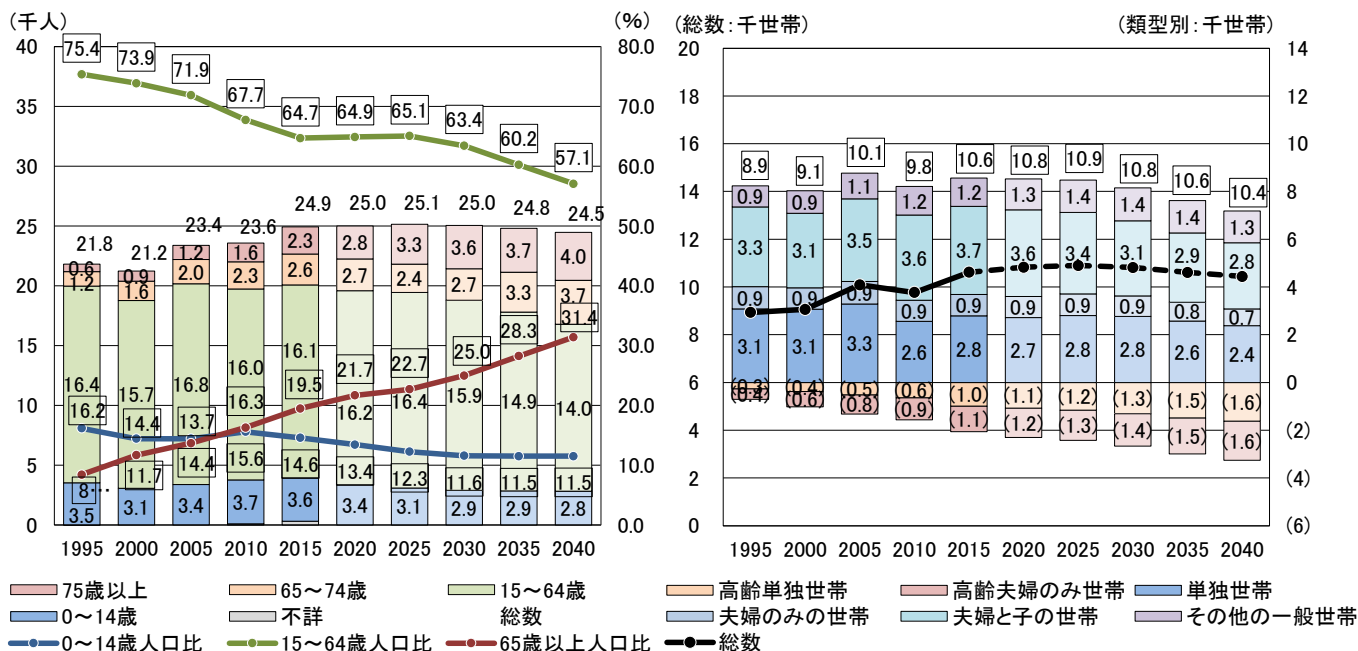 (千人) (%)
40 80.0
35 70.0
30 60.0
25 50.0
20 40.0
15 30.0
10 20.0
5 10.0
0 0.0
75.4 73.9 71.9 67.7 64.7 64.9 65.1 63.4 60.2 57.1
21.8 21.2 23.4 23.6 24.9 25.0 25.1 25.0 24.8 24.5
0.6 0.9 1.2 1.6 2.3 2.8 3.3 3.6 3.7 4.0
1.2 1.6 2.0 2.3 2.6 2.7 2.4 2.7 3.3 3.7
16.4 15.7 16.8 16.0 16.1 16.2 16.4 15.9 14.9 14.0
16.2 14.4 13.7 16.3 19.5 21.7 22.7 25.0 28.3 31.4
8… 11.7 14.4 15.6 14.6 13.4 12.3 11.6 11.5 11.5
3.5 3.1 3.4 3.7 3.6 3.4 3.1 2.9 2.9 2.8
1995 2000 2005 2010 2015 2020 2025 2030 2035 2040
75歳以上 65～74歳 15～64歳
0～14歳 不詳 総数
0～14歳人口比 15～64歳人口比 65歳以上人口比
(総数:千世帯) (類型別:千世帯)
20 14
18 12
16 10
14 8
12 6
10 4
8 2
6 0
4 (2)
2 (4)
0 (6)
8.9 9.1 10.1 9.8 10.6 10.8 10.9 10.8 10.6 10.4
0.9 0.9 1.1 1.2 1.2 1.3 1.4 1.4 1.4 1.3
3.3 3.1 3.5 3.6 3.7 3.6 3.4 3.1 2.9 2.8
0.9 0.9 0.9 0.9 0.9 0.9 0.9 0.9 0.8 0.7
3.1 3.1 3.3 2.6 2.8 2.7 2.8 2.8 2.6 2.4
(0.3) (0.4) (0.5) (0.6) (1.0) (1.1) (1.2) (1.3) (1.5) (1.6)
(0.4) (0.6) (0.8) (0.9) (1.1) (1.2) (1.3) (1.4) (1.5) (1.6)
1995 2000 2005 2010 2015 2020 2025 2030 2035 2040
高齢単独世帯 高齢夫婦のみ世帯 単独世帯
夫婦のみの世帯 夫婦と子の世帯 その他の一般世帯
総数